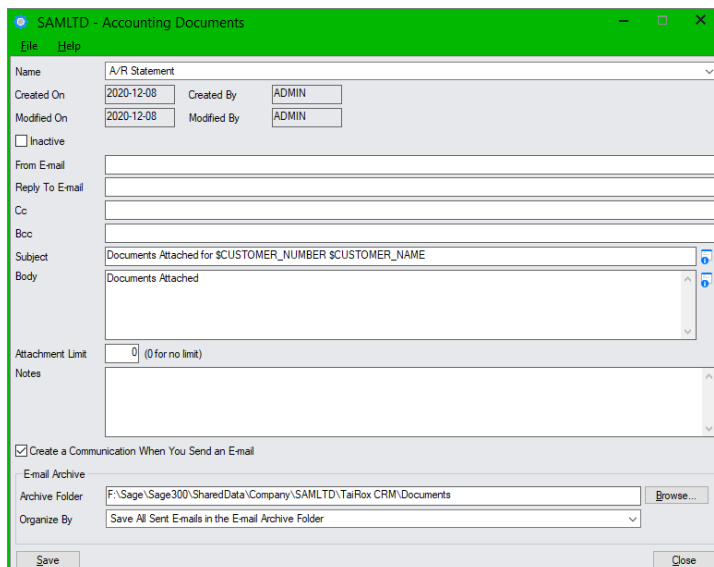 SAMLTD - Accounting Documents
File Help
Name A/R Statement
Created On 2020-12-08 Created By ADMIN
Modified On 2020-12-08 Modified By ADMIN
Inactive
From E-mail
Reply To E-mail
Cc
Bcc
Subject Documents Attached for $CUSTOMER_NUMBER $CUSTOMER_NAME
Body Documents Attached
Attachment Limit 0 (0 for no limit)
Notes
Create a Communication When You Send an E-mail
E-mail Archive
Archive Folder F:\Sage\Sage300\SharedData\Company\SAMLTD\TaiRox CRM\Documents Browse...
Organize By Save All Sent E-mails in the E-mail Archive Folder
Save Close